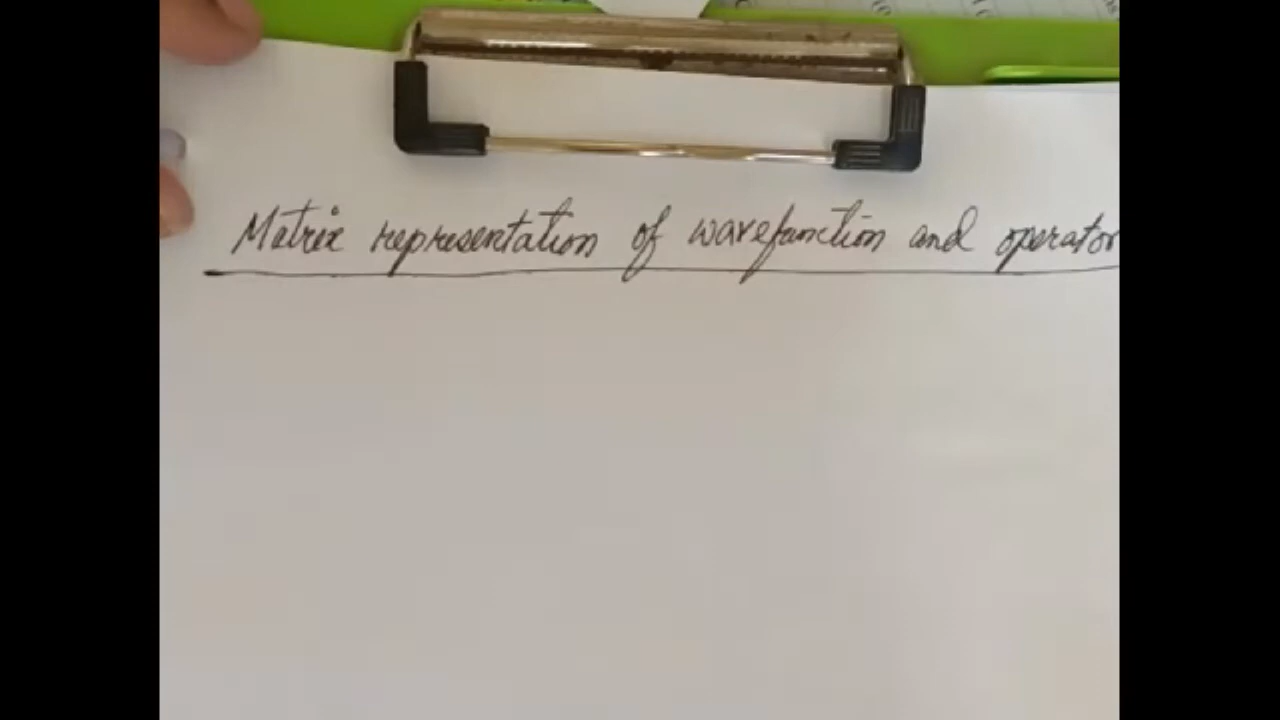 Matrix representation of wavefunction and operator